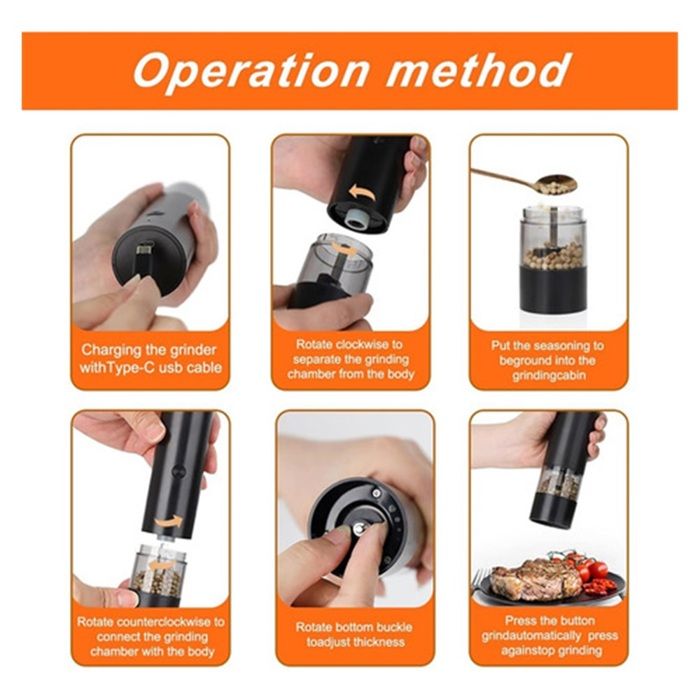 Operation method
Charging the grinder
withType-C usb cable
Rotate clockwise to
separate the grinding
chamber from the body
Put the seasoning to
beground into the
grindingcabin
Rotate counterclockwise to
connect the grinding
chamber with the body
Rotate bottom buckle
toadjust thickness
Press the button
grindautomatically press
againstop grinding